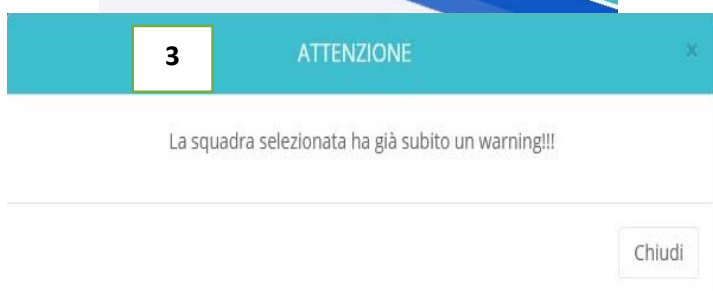 3
ATTENZIONE
×
La squadra selezionata ha già subito un warning!!!
Chiudi